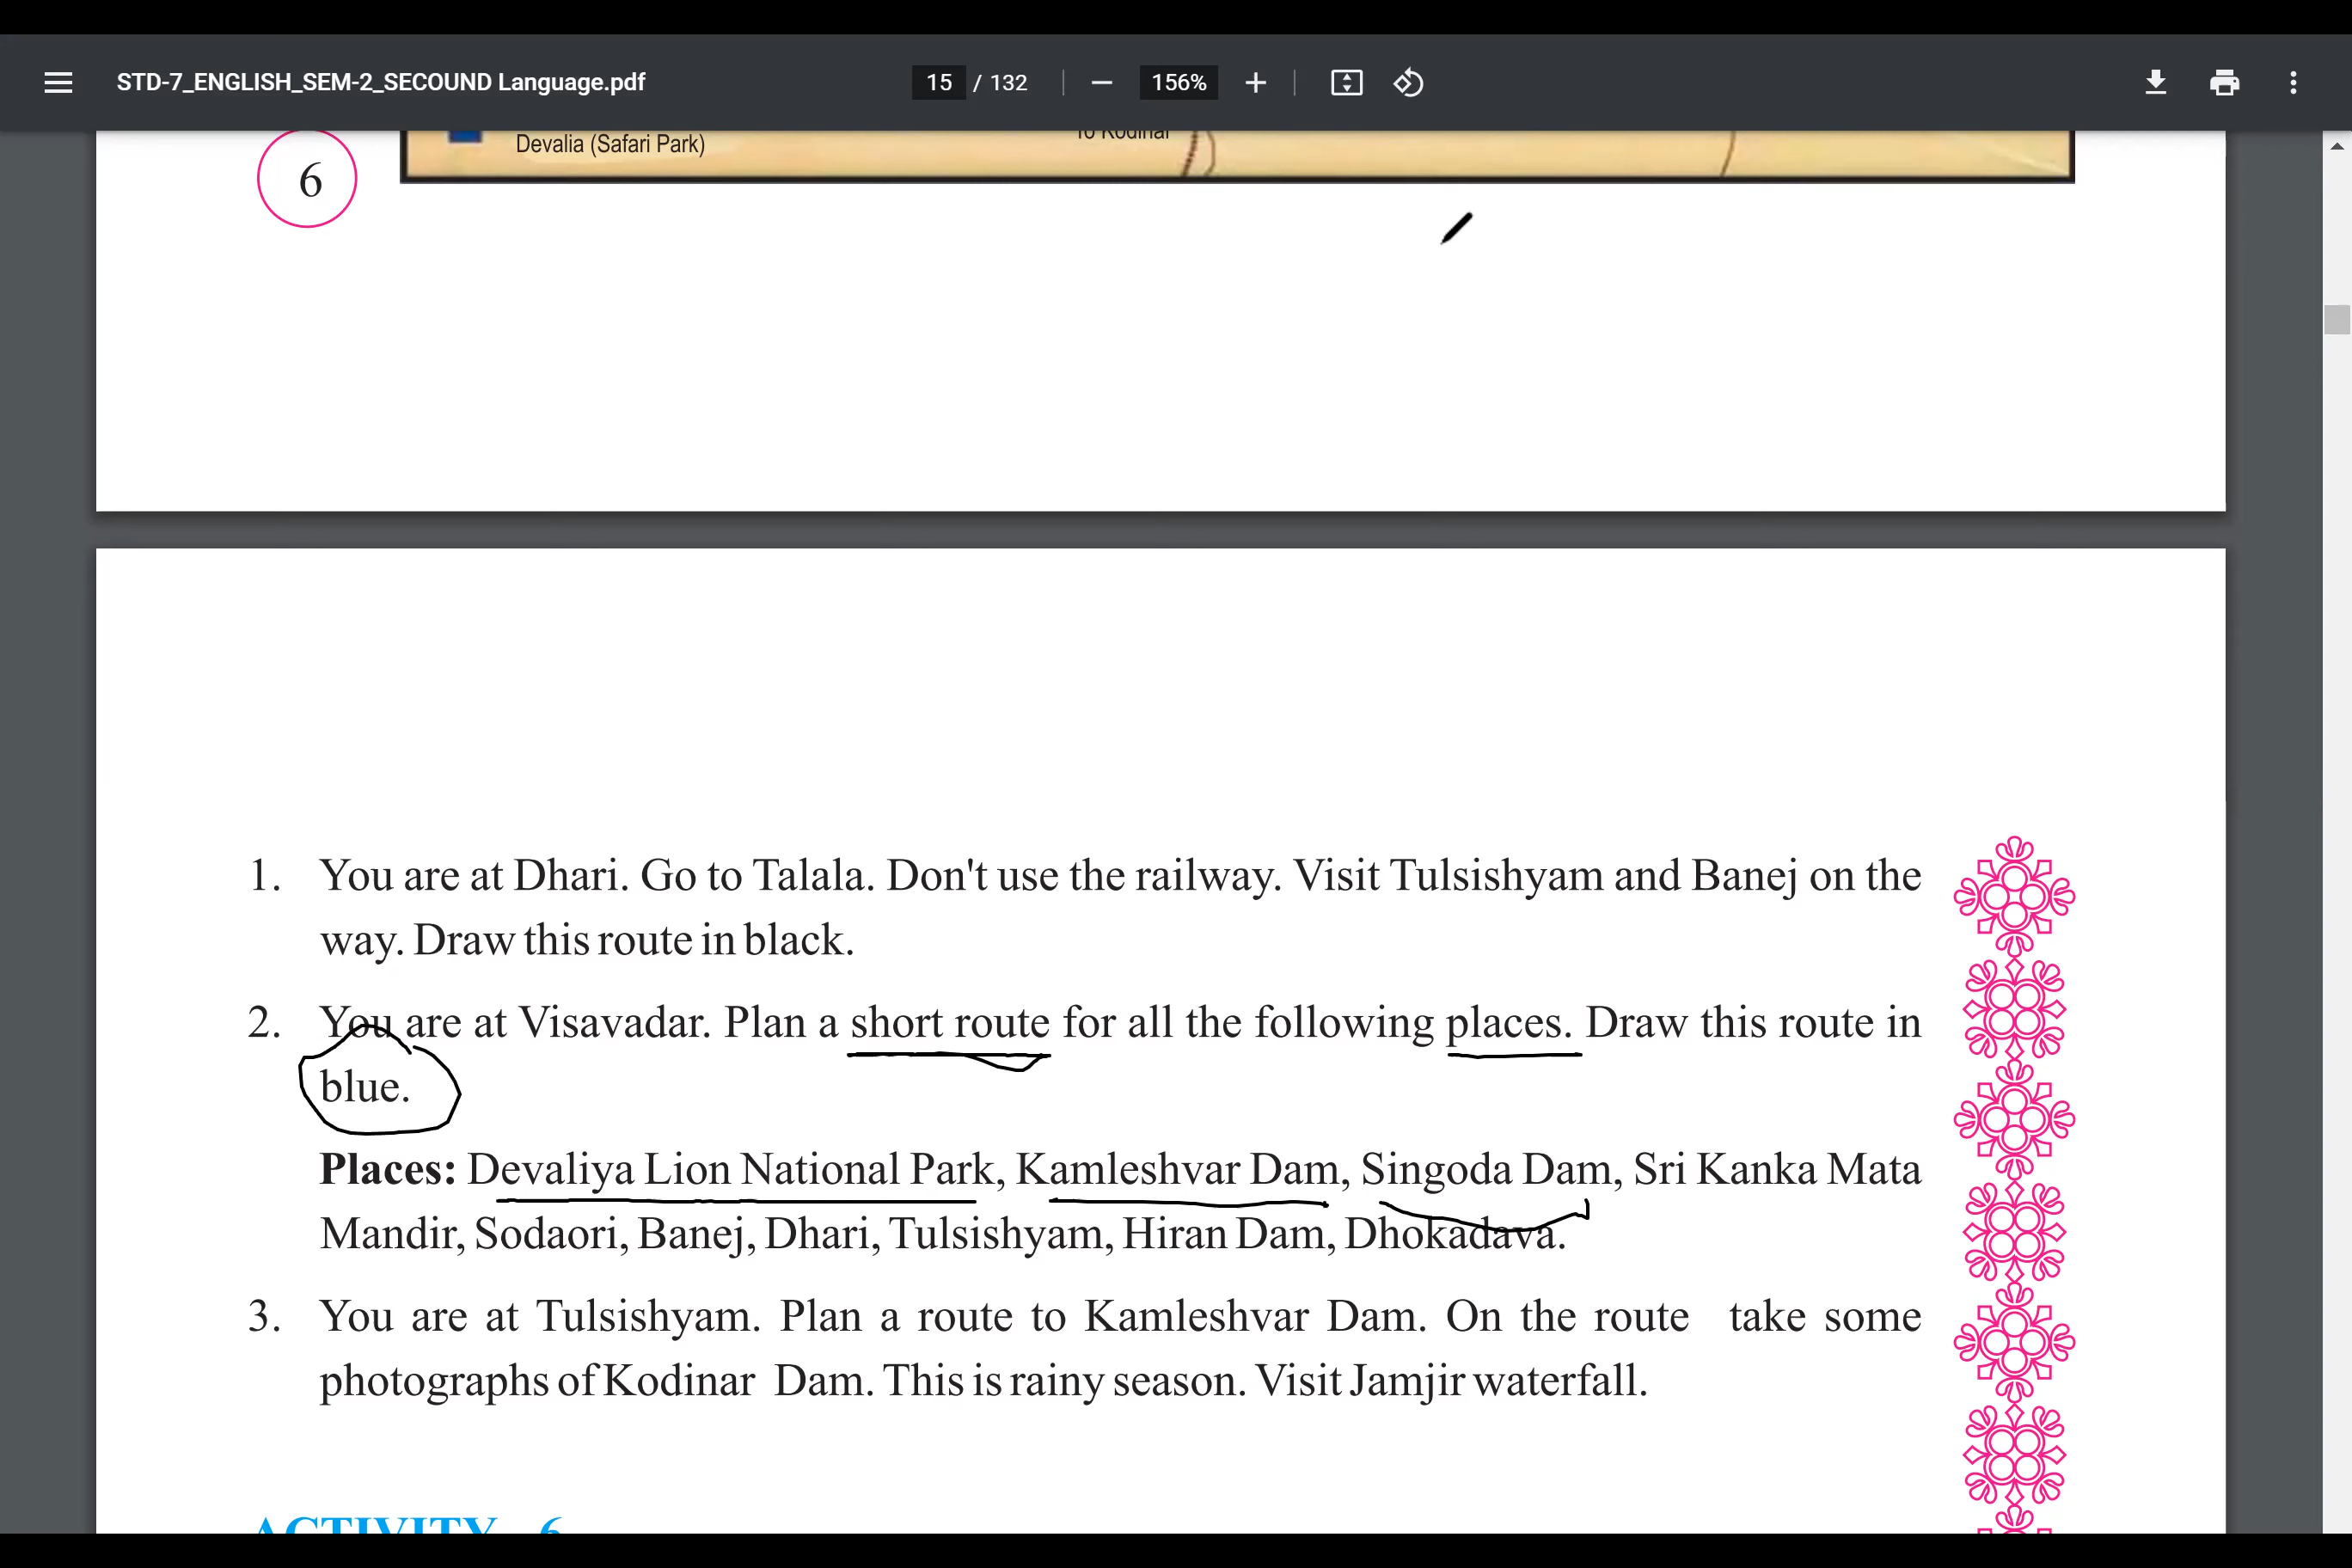 STD-7_ENGLISH_SEM-2_SECOUND Language.pdf
15 / 132
156%
Devalia (Safari Park)
To Kodinar
6
1. You are at Dhari. Go to Talala. Don't use the railway. Visit Tulsishyam and Banej on the
way. Draw this route in black.
2. You are at Visavadar. Plan a short route for all the following places. Draw this route in
blue.
Places: Devaliya Lion National Park, Kamleshvar Dam, Singoda Dam, Sri Kanka Mata
Mandir, Sodaori, Banej, Dhari, Tulsishyam, Hiran Dam, Dhokadava.
3. You are at Tulsishyam. Plan a route to Kamleshvar Dam. On the route take some
photographs of Kodinar Dam. This is rainy season. Visit Jamjir waterfall.
ACTIVITY 6